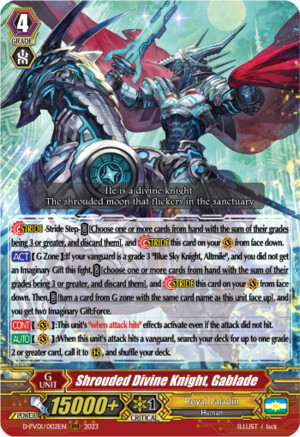 4
GRADE
He is a divine knight.
The shrouded moon that flickers in the sanctuary
STRIDE -Stride Step- [Choose one or more cards from hand with the sum of their grades
being 3 or greater, and discard them], and STRIDE this card on your (V) from face down.
ACT [G Zone]:If your vanguard is grade 3 "Blue Sky Knight, Altmile", and you did not get
an Imaginary Gift this fight, [choose one or more cards from hand with the sum of their
grades being 3 or greater, and discard them], and STRIDE this card on your (V) from face
down. Then, [turn a card from G zone with the same card name as this unit face up], and
you get two Imaginary Gift:Force.
CONT (V):This unit's "when attack hits" effects activate even if the attack did not hit.
AUTO (V):When this unit's attack hits a vanguard, search your deck for up to one grade
2 or greater card, call it to (R), and shuffle your deck.
G
UNIT
Shrouded Divine Knight, Gablade
POWER
15000+
1
CRITICAL
Royal Paladin
Human
D-PV01/002EN RRR 2023
ILLUST / Jack